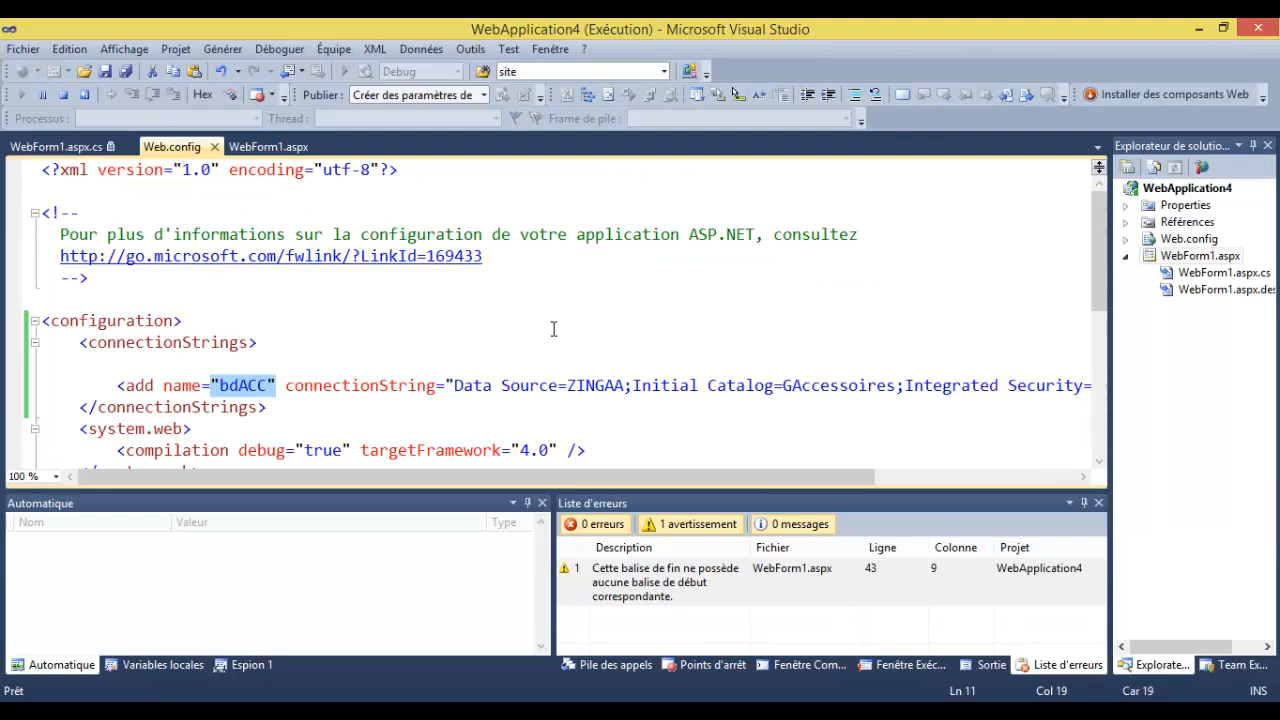 WebApplication4 (Exécution) - Microsoft Visual Studio
Fichier Edition Affichage Projet Générer Déboguer Équipe XML Données Outils Test Fenêtre ?
Debug site
Hex Publier : Créer des paramètres de Installer des composants Web
Processus : Thread : Frame de pile :
WebForm1.aspx.cs Web.config WebForm1.aspx
<?xml version="1.0" encoding="utf-8"?>
<!--
Pour plus d'informations sur la configuration de votre application ASP.NET, consultez
http://go.microsoft.com/fwlink/?LinkId=169433
-->
<configuration>
<connectionStrings>
<add name="bdACC" connectionString="Data Source=ZINGAA;Initial Catalog=GAccessoires;Integrated Security=
</connectionStrings>
<system.web>
<compilation debug="true" targetFramework="4.0" />
100 %
Explorateur de solutio...
WebApplication4
Properties
Références
Web.config
WebForm1.aspx
WebForm1.aspx.cs
WebForm1.aspx.des
Automatique
Nom Valeur Type
Liste d'erreurs
0 erreurs 1 avertissement 0 messages
Description Fichier Ligne Colonne Projet
1 Cette balise de fin ne possède WebForm1.aspx 43 9 WebApplication4
aucune balise de début
correspondante.
Automatique Variables locales Espion 1
Pile des appels Points d'arrêt Fenêtre Com... Fenêtre Exéc... Sortie Liste d'erreurs
Explorate... Team Ex...
Prêt Ln 11 Col 19 Car 19 INS